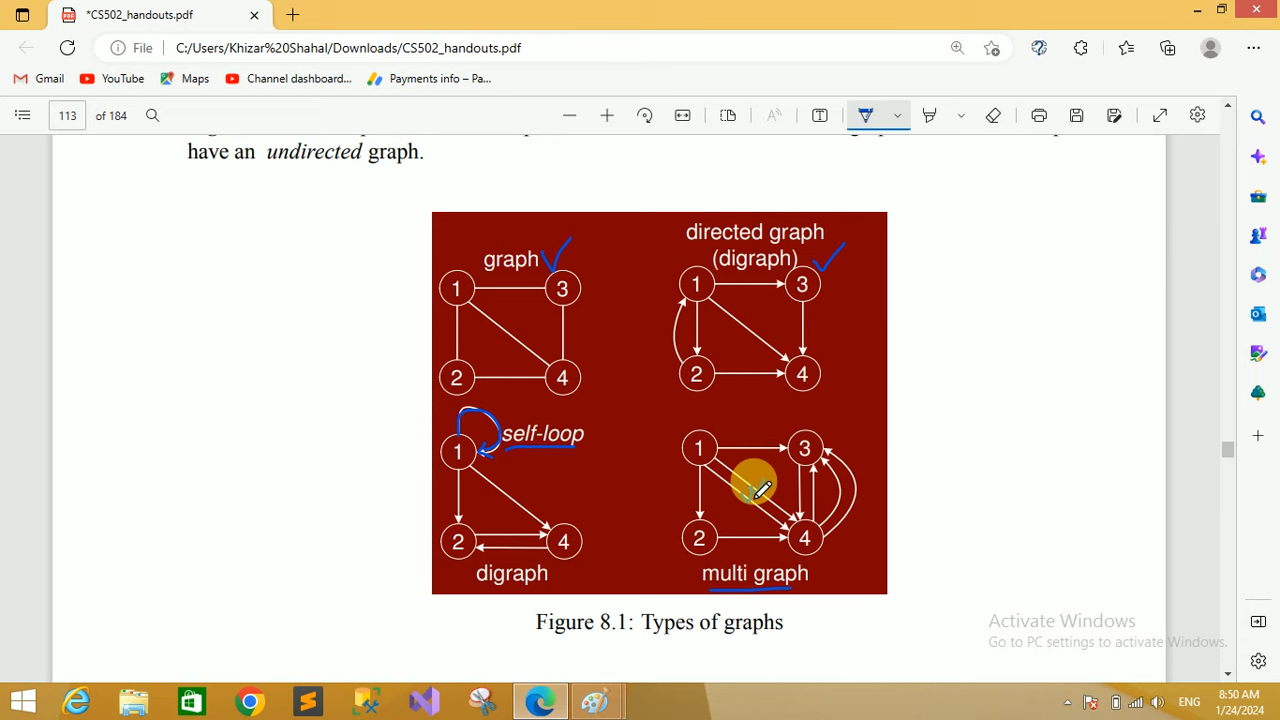 *CS502_handouts.pdf
File C:/Users/Khizar%20Shahal/Downloads/CS502_handouts.pdf
Gmail YouTube Maps Channel dashboard... Payments info – Pa...
113 of 184
have an undirected graph.
graph
1 3
2 4
directed graph
(digraph)
1 3
2 4
self-loop
1
2 4
digraph
1 3
2 4
multi graph
Figure 8.1: Types of graphs
Activate Windows
Go to PC settings to activate Windows.
ENG
8:50 AM
1/24/2024